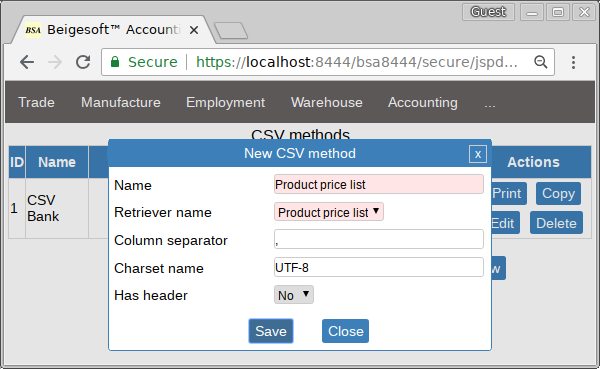 Guest
BSA Beigesoft™ Accounti
Secure https://localhost:8444/bsa8444/secure/jspd...
Trade Manufacture Employment Warehouse Accounting ...
CSV methods
New CSV method x
ID Name Actions
Name Product price list
1 CSV Bank Print Copy
Retriever name Product price list
Edit Delete
Column separator ,
Charset name UTF-8
w
Has header No
Save Close